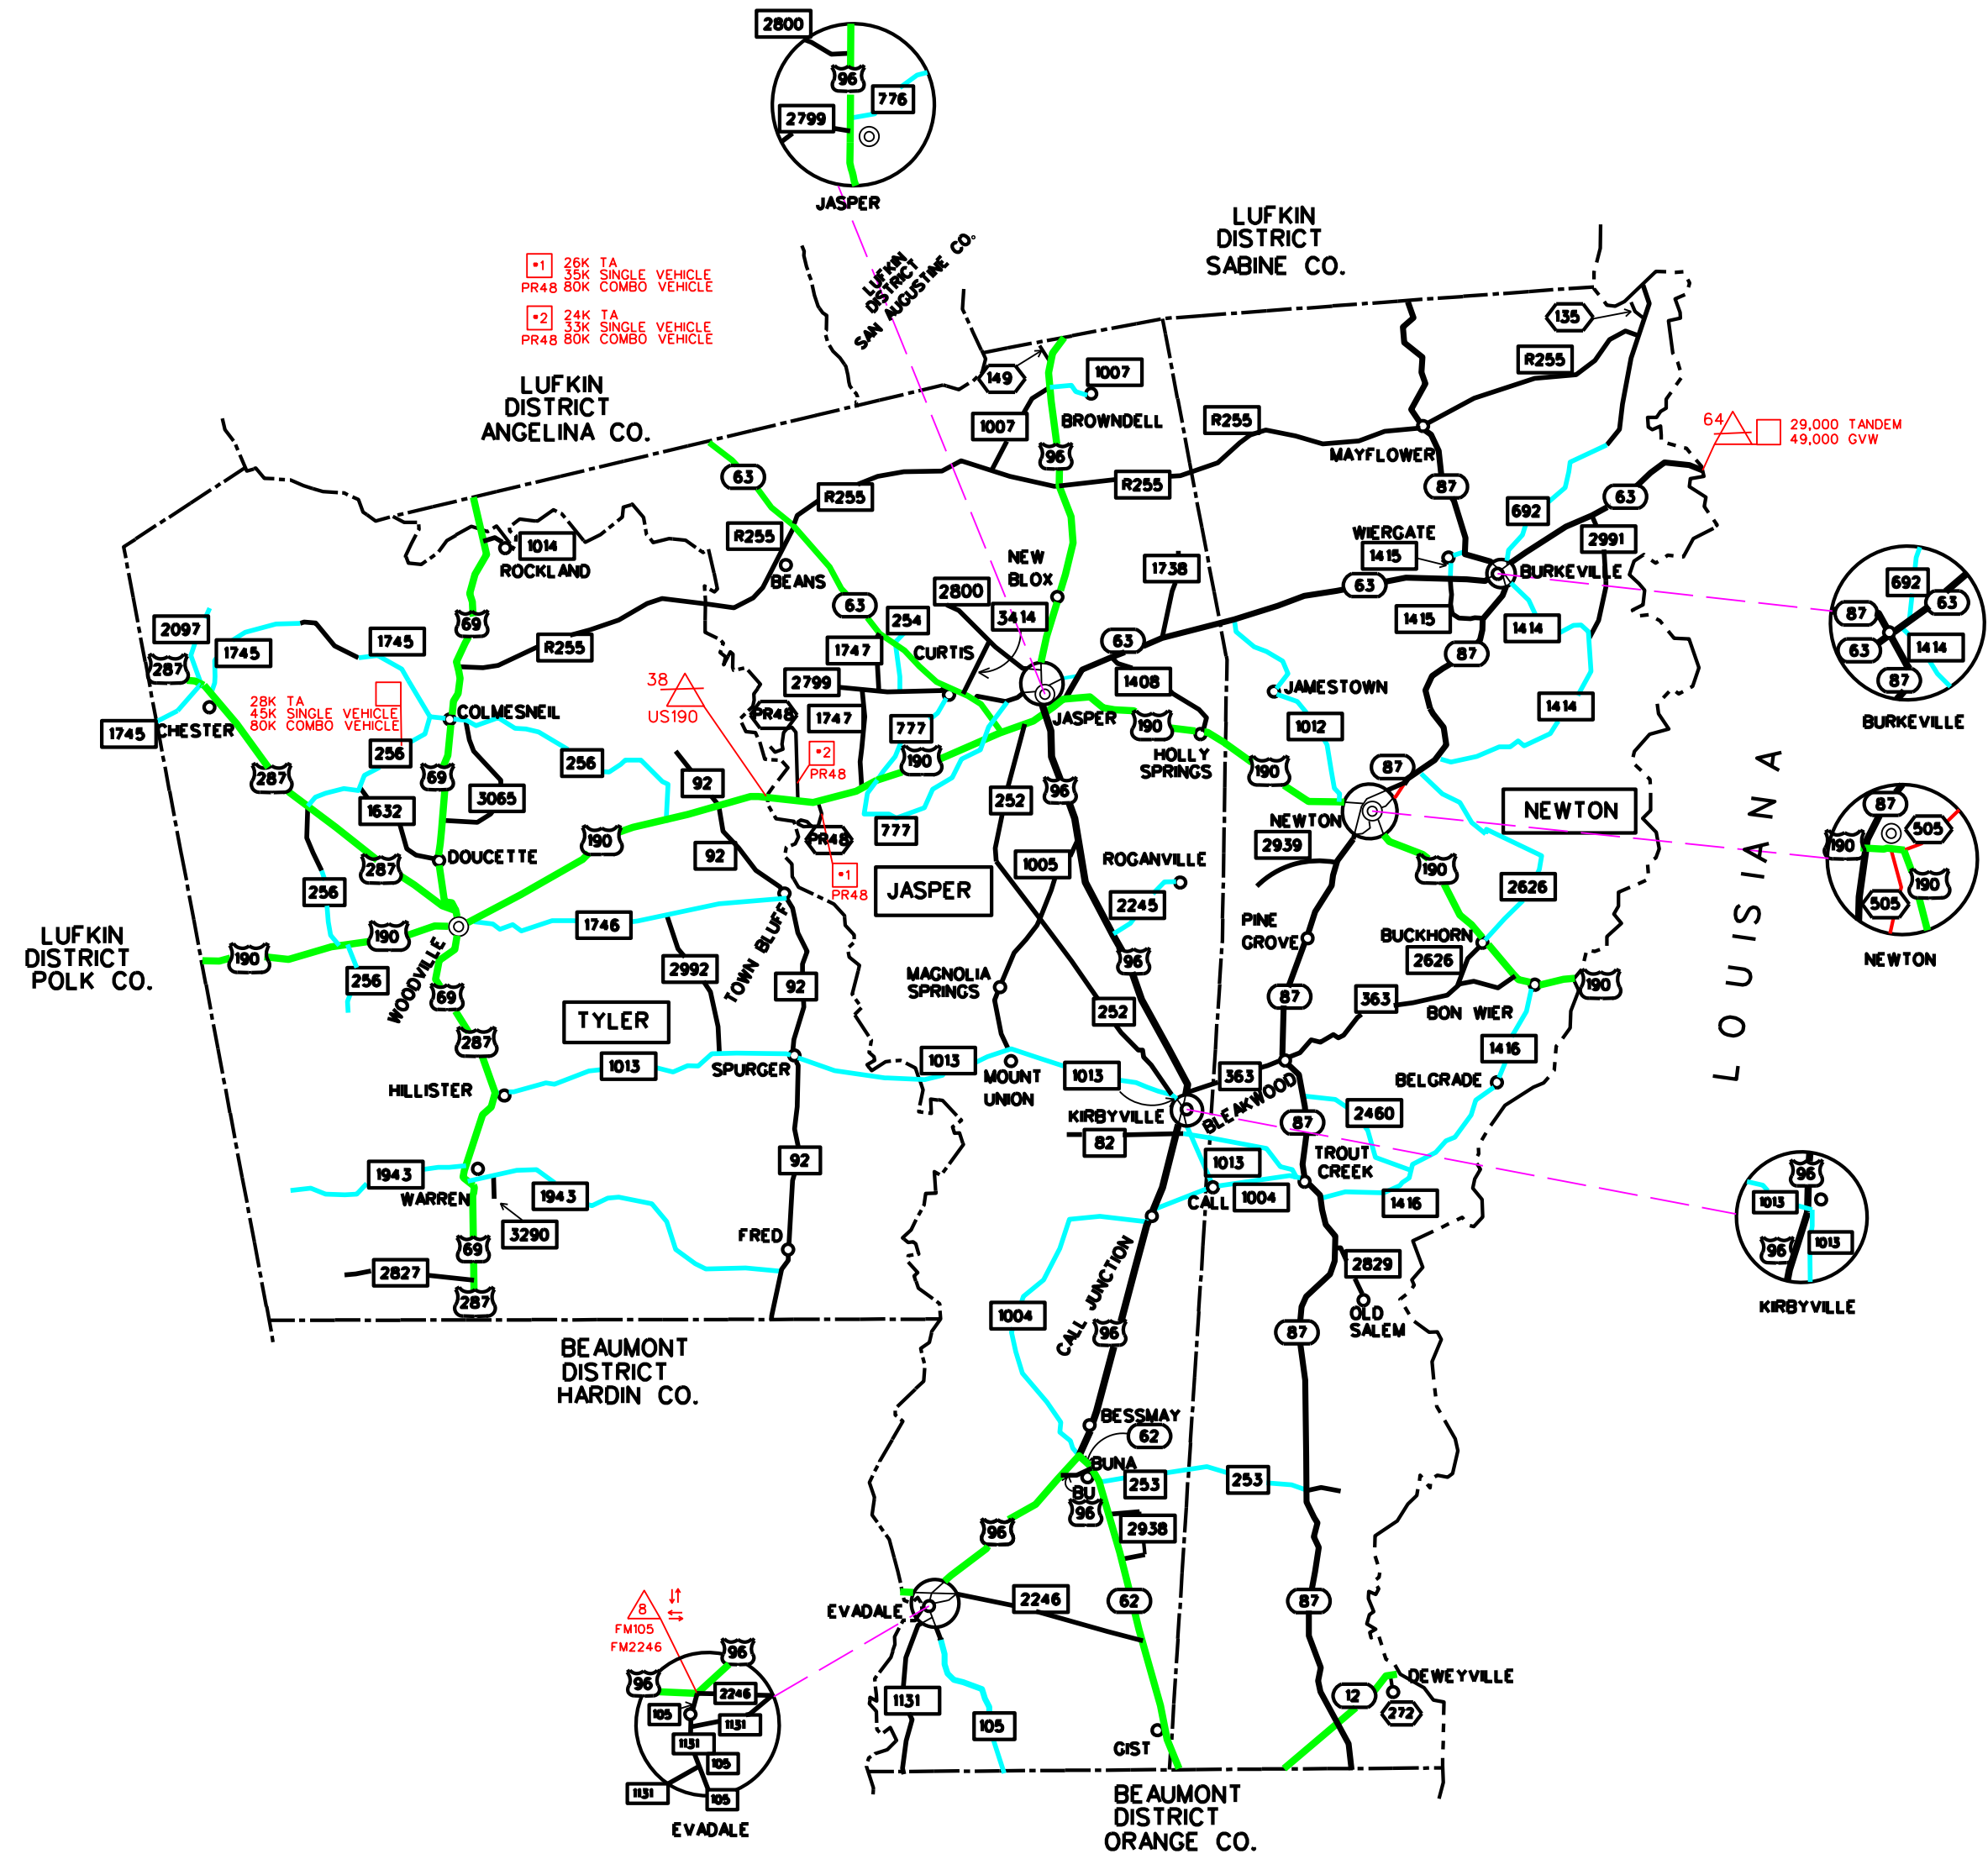 2800
96
776
2799
JASPER
LUFKIN
DISTRICT
SAN AUGUSTINE CO.
LUFKIN
DISTRICT
SABINE CO.
•1 26K TA
35K SINGLE VEHICLE
PR48 80K COMBO VEHICLE
•2 24K TA
33K SINGLE VEHICLE
PR48 80K COMBO VEHICLE
LUFKIN
DISTRICT
ANGELINA CO.
135
R255
149
1007
1007
BROWNDELL
R255
96
MAYFLOWER
64
29,000 TANDEM
49,000 GVW
63
R255
R255
87
63
692
R255
1014
ROCKLAND
BEANS
NEW
BLOX
1738
WIERGATE
1415
2991
BURKEVILLE
692
87
63
63
1414
87
BURKEVILLE
2097
1745
1745
287
69
R255
63
254
2800
3414
63
63
1415
1414
87
1747
CURTIS
2799
1408
JAMESTOWN
28K TA
45K SINGLE VEHICLE
80K COMBO VEHICLE
38
US190
PR48
1747
777
JASPER
190
1012
1414
1745
CHESTER
COLMESNEIL
256
256
69
287
•2
PR48
190
HOLLY
SPRINGS
190
87
1632
3065
92
252
96
777
NEWTON
NEWTON
87
505
190
190
505
NEWTON
190
PR48
2939
DOUCETTE
287
92
1005
ROGANVILLE
190
•1
PR48
JASPER
2245
2626
256
1746
TOWN BLUFF
PINE
GROVE
BUCKHORN
2626
LOUISIANA
LUFKIN
DISTRICT
POLK CO.
190
190
256
WOODVILLE
69
2992
92
MAGNOLIA
SPRINGS
96
252
87
363
BON WIER
190
TYLER
287
1013
SPURGER
1013
MOUNT
UNION
1013
363
1416
BELGRADE
HILLISTER
KIRBYVILLE
BLEAKWOOD
82
87
2460
TROUT
CREEK
1943
WARREN
1943
92
1013
CALL
1004
1416
96
1013
96
1013
KIRBYVILLE
3290
FRED
69
2827
287
2829
OLD
SALEM
1004
CALL JUNCTION
96
87
BEAUMONT
DISTRICT
HARDIN CO.
BESSMAY
62
BUNA
253
253
BU
96
96
2938
8
FM105
FM2246
EVADALE
2246
62
87
96
96
2246
105
1131
1131
105
1131
105
EVADALE
1131
105
GIST
12
DEWEYVILLE
272
BEAUMONT
DISTRICT
ORANGE CO.